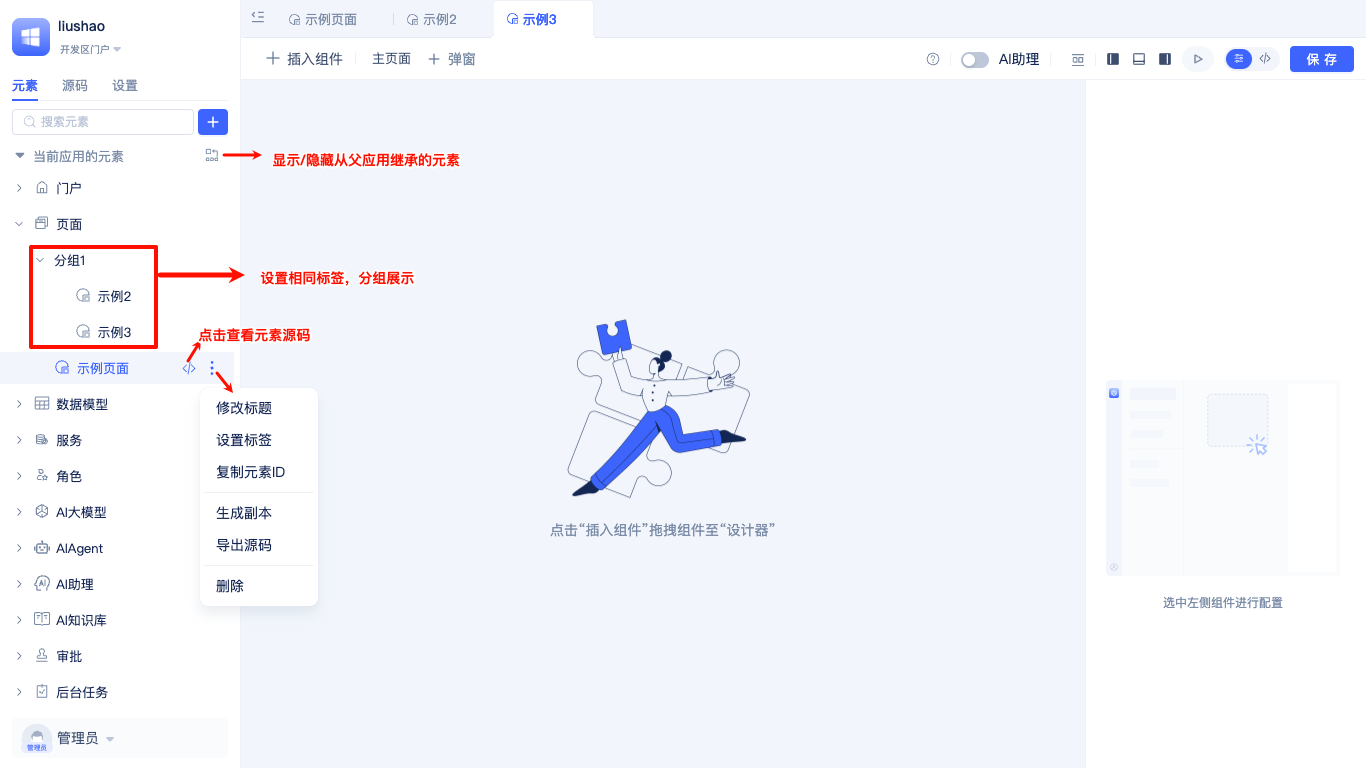 liushao
开发区门户
示例页面
示例2
示例3
插入组件
主页面
弹窗
AI助理
保 存
元素
源码
设置
搜索元素
当前应用的元素
显示/隐藏从父应用继承的元素
门户
页面
分组1
设置相同标签，分组展示
示例2
示例3
点击查看元素源码
示例页面
修改标题
设置标签
复制元素ID
生成副本
导出源码
删除
数据模型
服务
角色
AI大模型
AIAgent
AI助理
AI知识库
审批
后台任务
管理员
管理员
点击“插入组件”拖拽组件至“设计器”
选中左侧组件进行配置